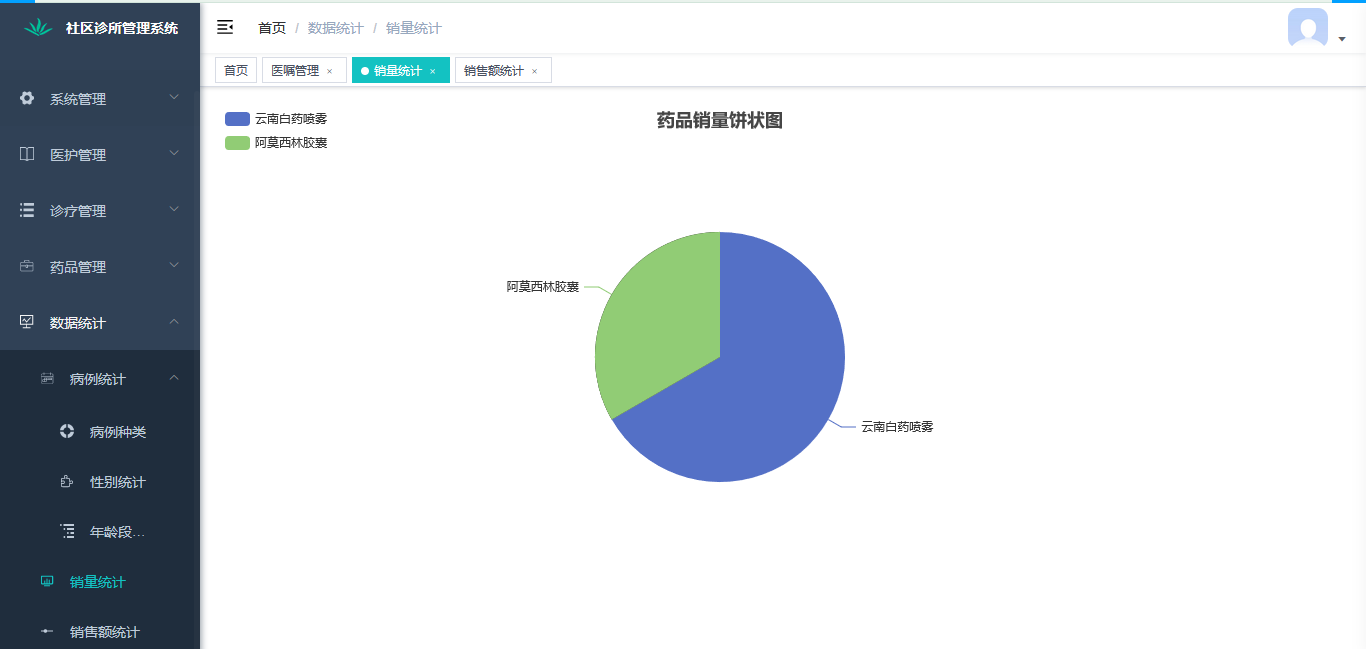 社区诊所管理系统
系统管理
医护管理
诊疗管理
药品管理
数据统计
病例统计
病例种类
性别统计
年龄段...
销量统计
销售额统计
首页 / 数据统计 / 销量统计
首页 医嘱管理 × 销量统计 × 销售额统计 ×
药品销量饼状图
云南白药喷雾
阿莫西林胶囊
阿莫西林胶囊
云南白药喷雾